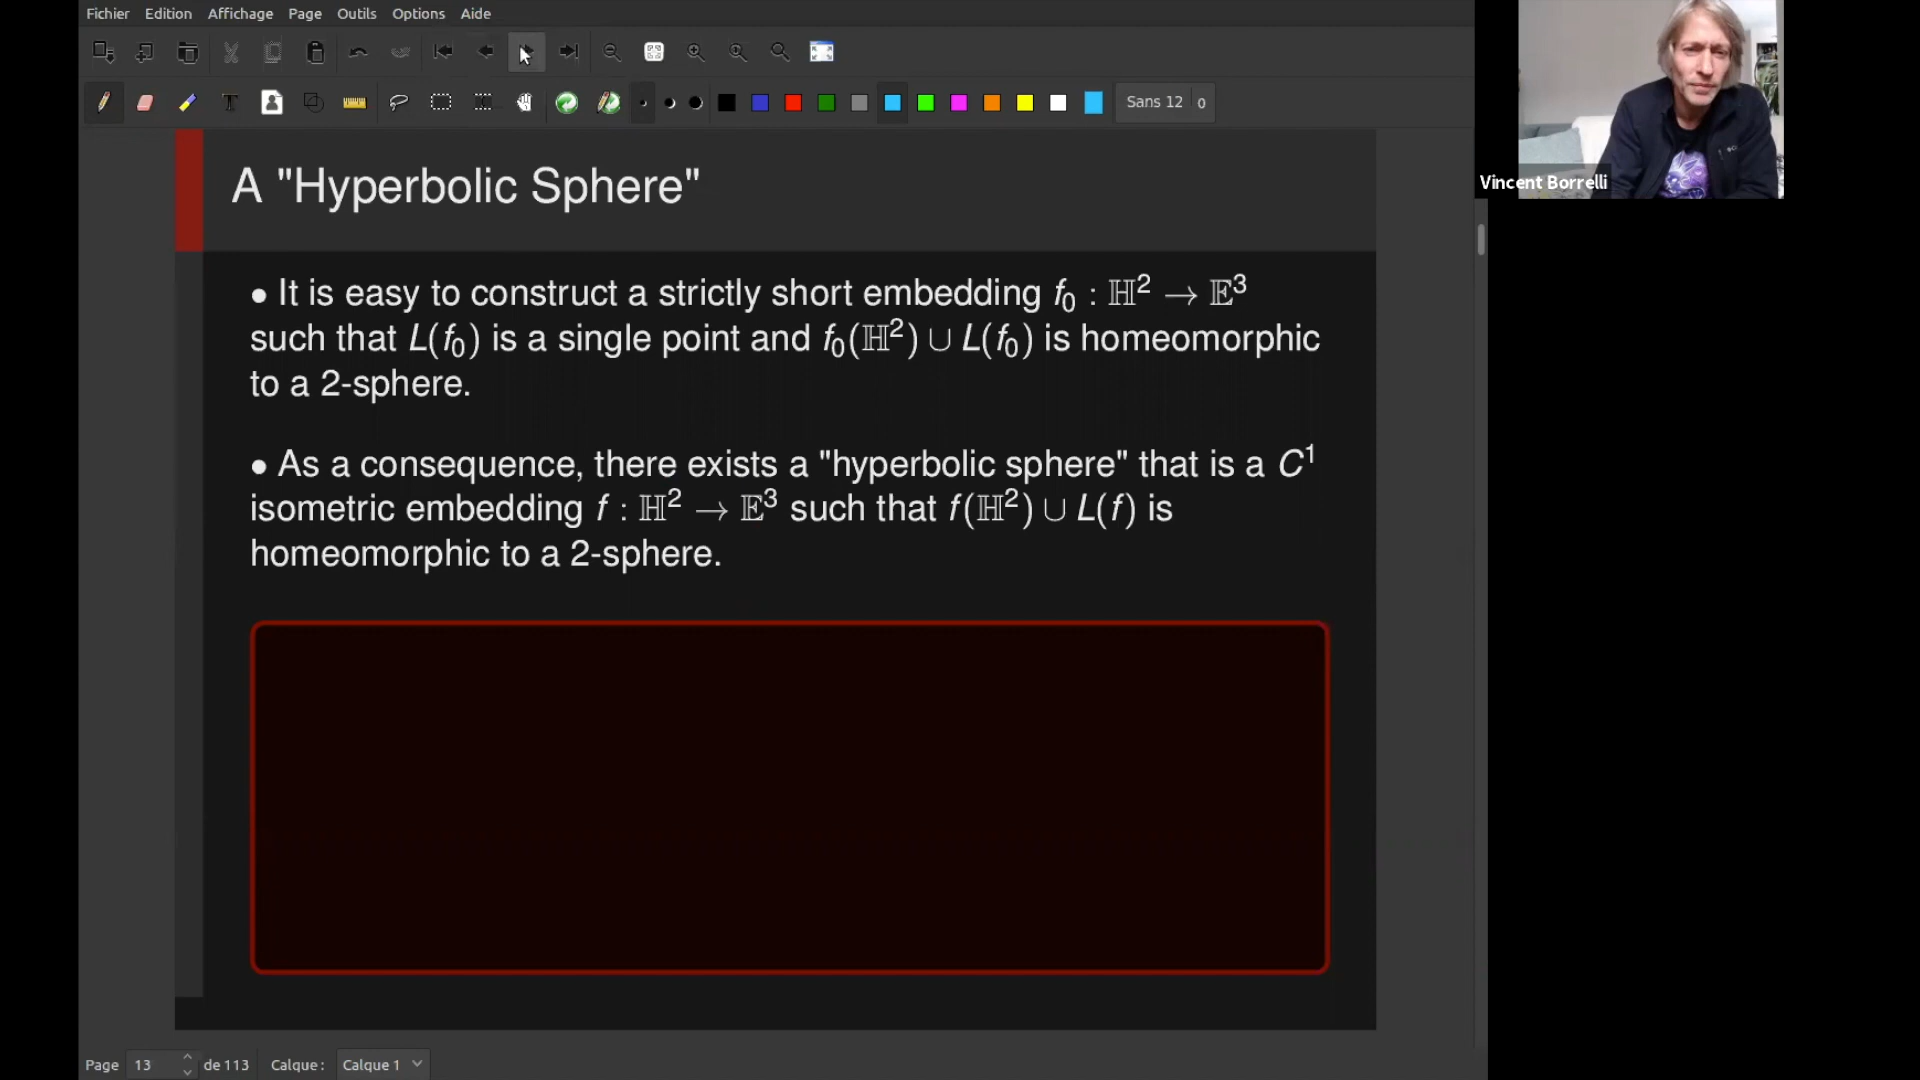 Fichier Edition Affichage Page Outils Options Aide
Sans 12
Vincent Borrelli
A "Hyperbolic Sphere"
• It is easy to construct a strictly short embedding f₀ : ℍ² → 𝔼³
such that L(f₀) is a single point and f₀(ℍ²) ∪ L(f₀) is homeomorphic
to a 2-sphere.
• As a consequence, there exists a "hyperbolic sphere" that is a C¹
isometric embedding f : ℍ² → 𝔼³ such that f(ℍ²) ∪ L(f) is
homeomorphic to a 2-sphere.
Page 13 de 113 Calque : Calque 1